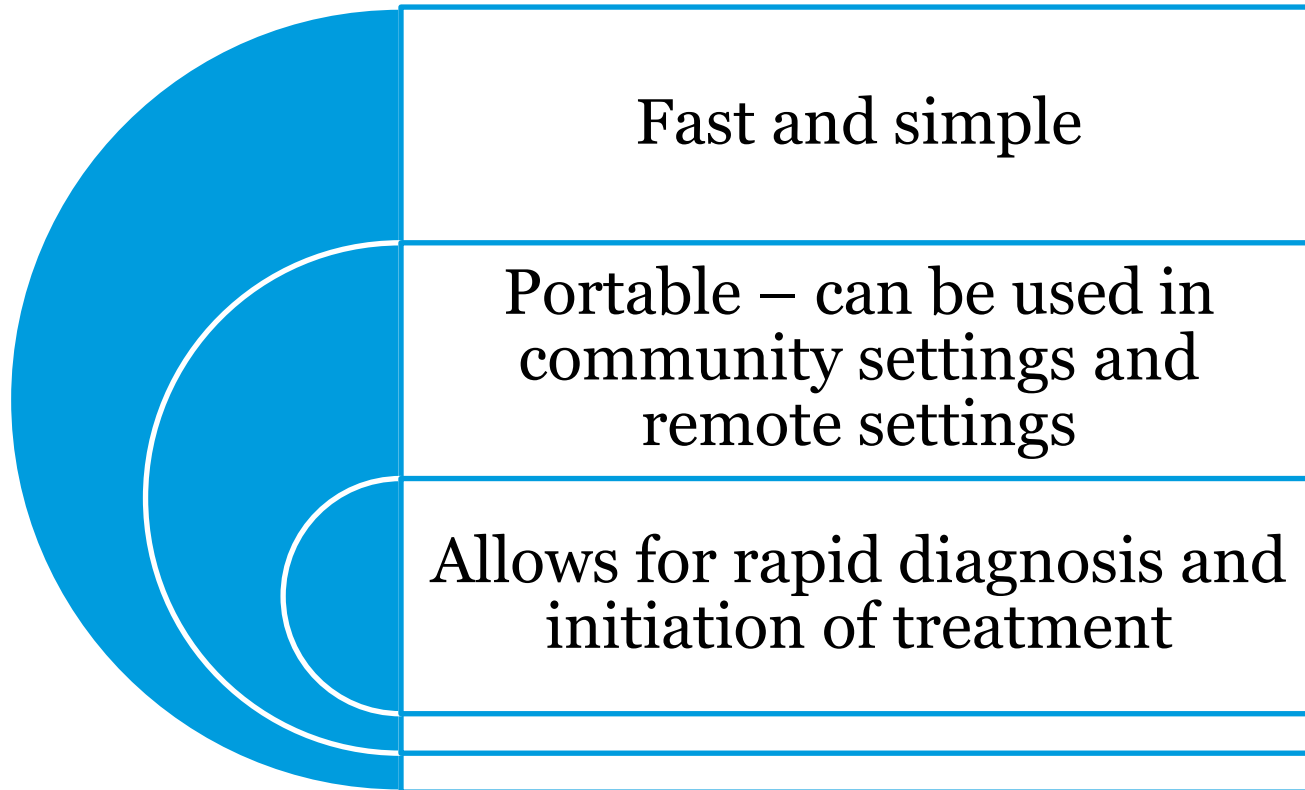 Fast and simple
Portable – can be used in
community settings and
remote settings
Allows for rapid diagnosis and
initiation of treatment